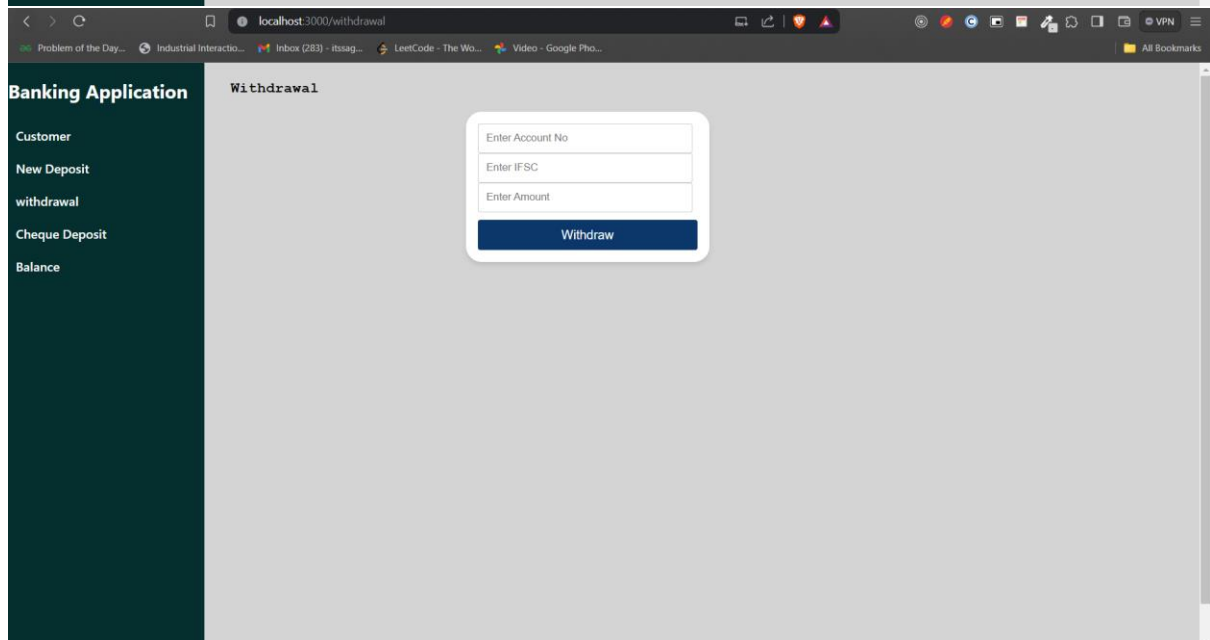 localhost:3000/withdrawal
VPN
Problem of the Day... Industrial Interactio... Inbox (283) - itssag... LeetCode - The Wo... Video - Google Pho... All Bookmarks
Banking Application
Customer
New Deposit
withdrawal
Cheque Deposit
Balance
Withdrawal
Enter Account No
Enter IFSC
Enter Amount
Withdraw